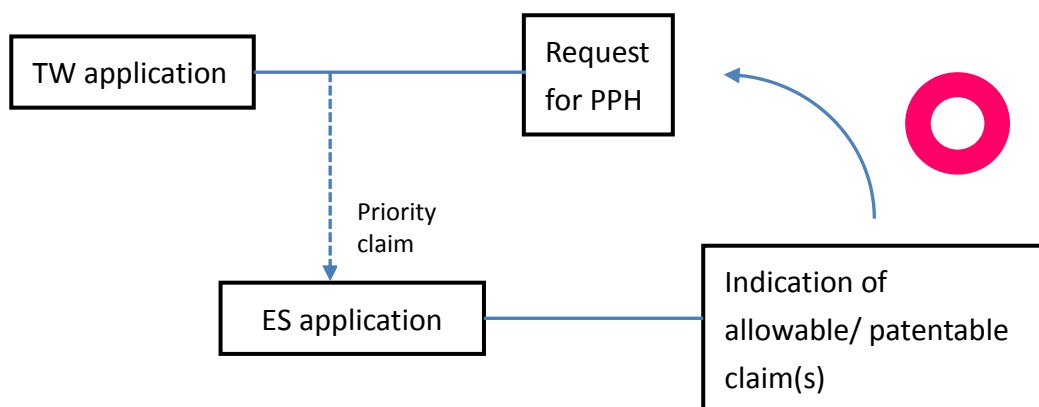 TW application
Request
for PPH
Priority
claim
ES application
Indication of
allowable/ patentable
claim(s)